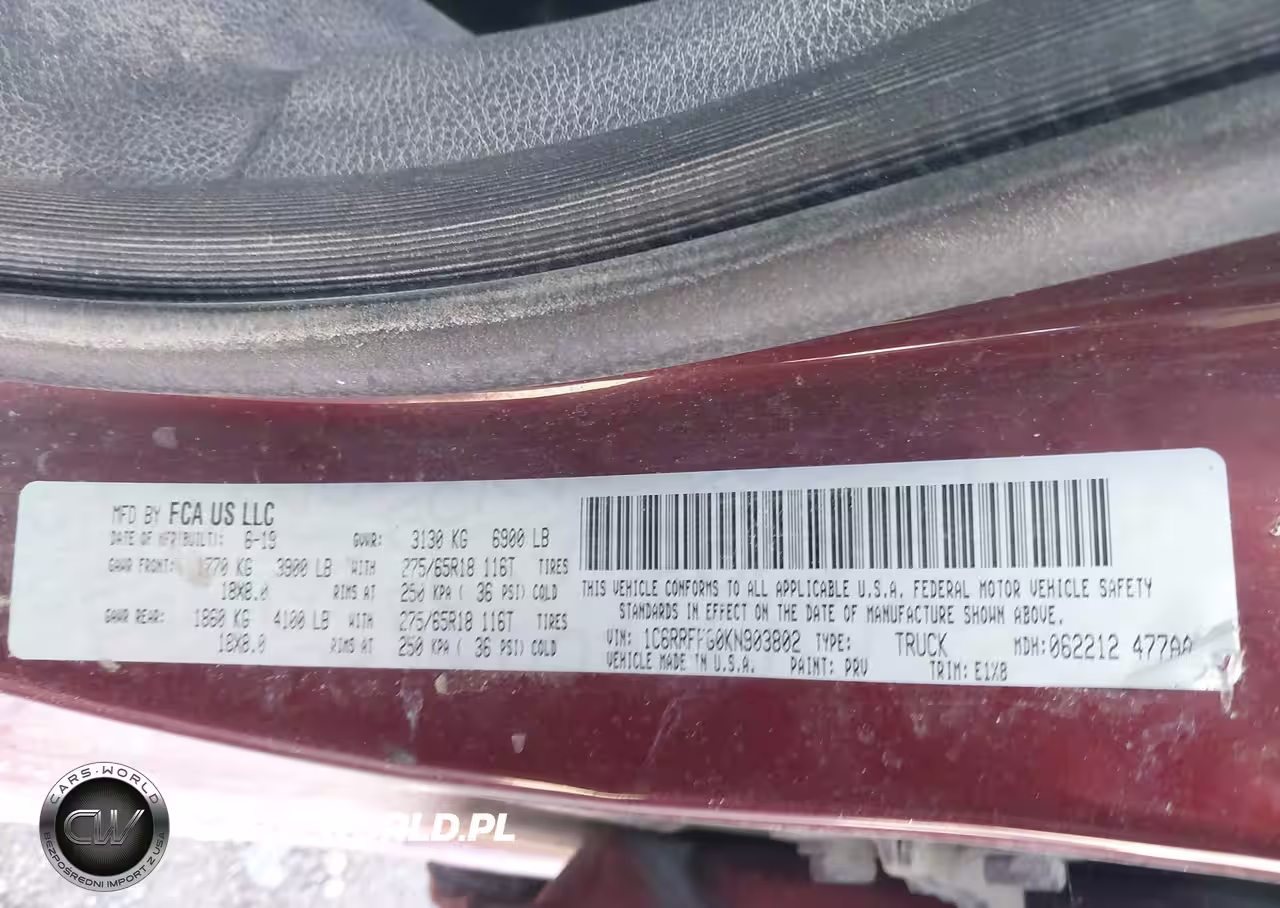 MFD BY FCA US LLC
DATE OF MFR(BUILT): 6-19 GVWR: 3130 KG 6900 LB
GAWR FRONT: 1770 KG 3900 LB WITH 275/65R18 116T TIRES
18X8.0 RIMS AT 250 KPA ( 36 PSI) COLD
GAWR REAR: 1860 KG 4100 LB WITH 275/65R18 116T TIRES
18X8.0 RIMS AT 250 KPA ( 36 PSI) COLD
THIS VEHICLE CONFORMS TO ALL APPLICABLE U.S.A. FEDERAL MOTOR VEHICLE SAFETY
STANDARDS IN EFFECT ON THE DATE OF MANUFACTURE SHOWN ABOVE.
VIN: 1C6RRFFG0KN903802 TYPE: TRUCK MDH: 062212 477AA
VEHICLE MADE IN U.S.A. PAINT: PRV TRIM: E1X8
CARS-WORLD
CW
BEZPOŚREDNI IMPORT Z USA